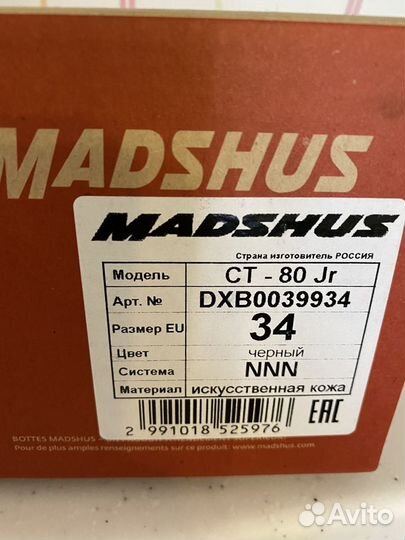 MADSHUS
MADSHUS
Страна изготовитель РОССИЯ
Модель CT - 80 Jr
Арт. № DXB0039934
Размер EU 34
Цвет черный
Система NNN
Материал искусственная кожа
2 991018 525976
EAC
BOTTES MADSHUS –
Pour de plus amples renseignements sur ce produit: www.madshus.com
Avito